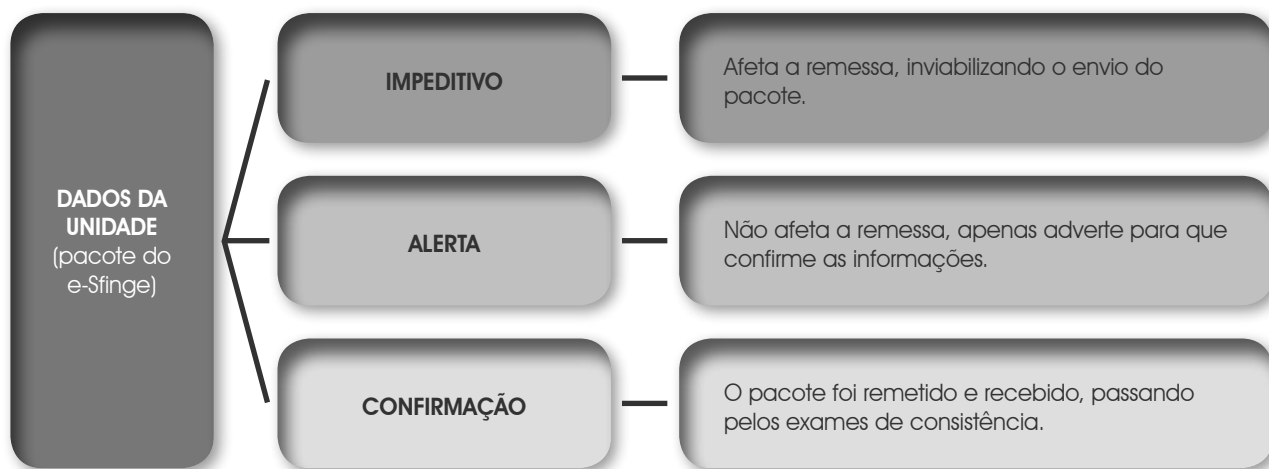 DADOS DA
UNIDADE
(pacote do
e-Sfinge)
IMPEDITIVO
Afeta a remessa, inviabilizando o envio do
pacote.
ALERTA
Não afeta a remessa, apenas adverte para que
confirme as informações.
CONFIRMAÇÃO
O pacote foi remetido e recebido, passando
pelos exames de consistência.